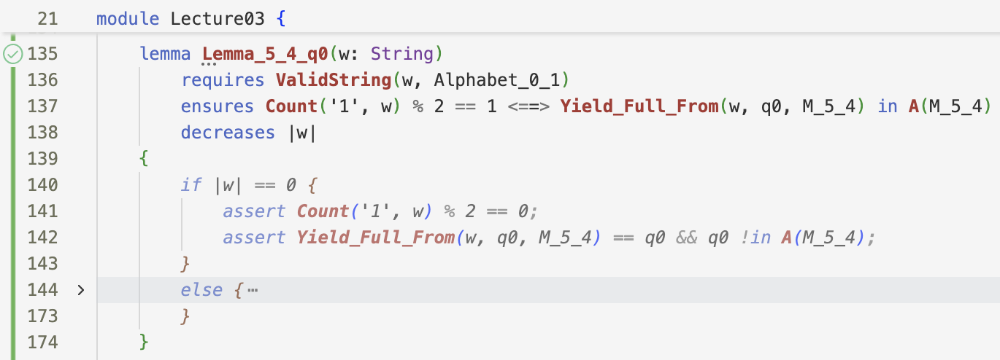 21 module Lecture03 {
135 lemma Lemma_5_4_q0(w: String)
136 requires ValidString(w, Alphabet_0_1)
137 ensures Count('1', w) % 2 == 1 <==> Yield_Full_From(w, q0, M_5_4) in A(M_5_4)
138 decreases |w|
139 {
140 if |w| == 0 {
141 assert Count('1', w) % 2 == 0;
142 assert Yield_Full_From(w, q0, M_5_4) == q0 && q0 !in A(M_5_4);
143 }
144 else {⋯
173 }
174 }